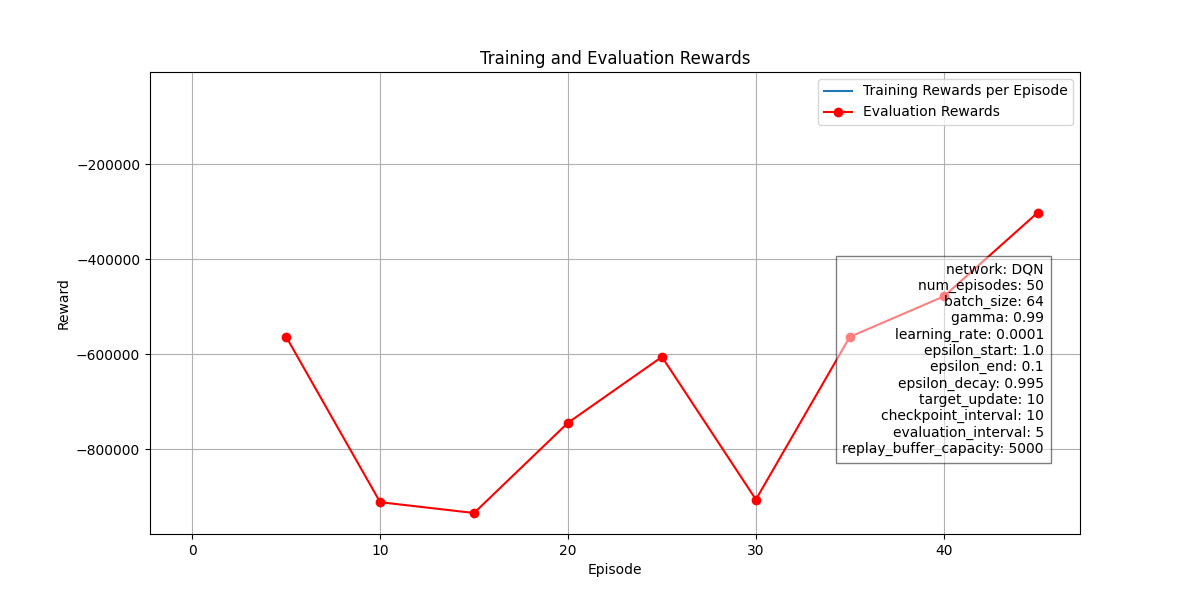 Training and Evaluation Rewards
Training Rewards per Episode
Evaluation Rewards
Reward
−200000
−400000
−600000
−800000
network: DQN
num_episodes: 50
batch_size: 64
gamma: 0.99
learning_rate: 0.0001
epsilon_start: 1.0
epsilon_end: 0.1
epsilon_decay: 0.995
target_update: 10
checkpoint_interval: 10
evaluation_interval: 5
replay_buffer_capacity: 5000
0 10 20 30 40
Episode